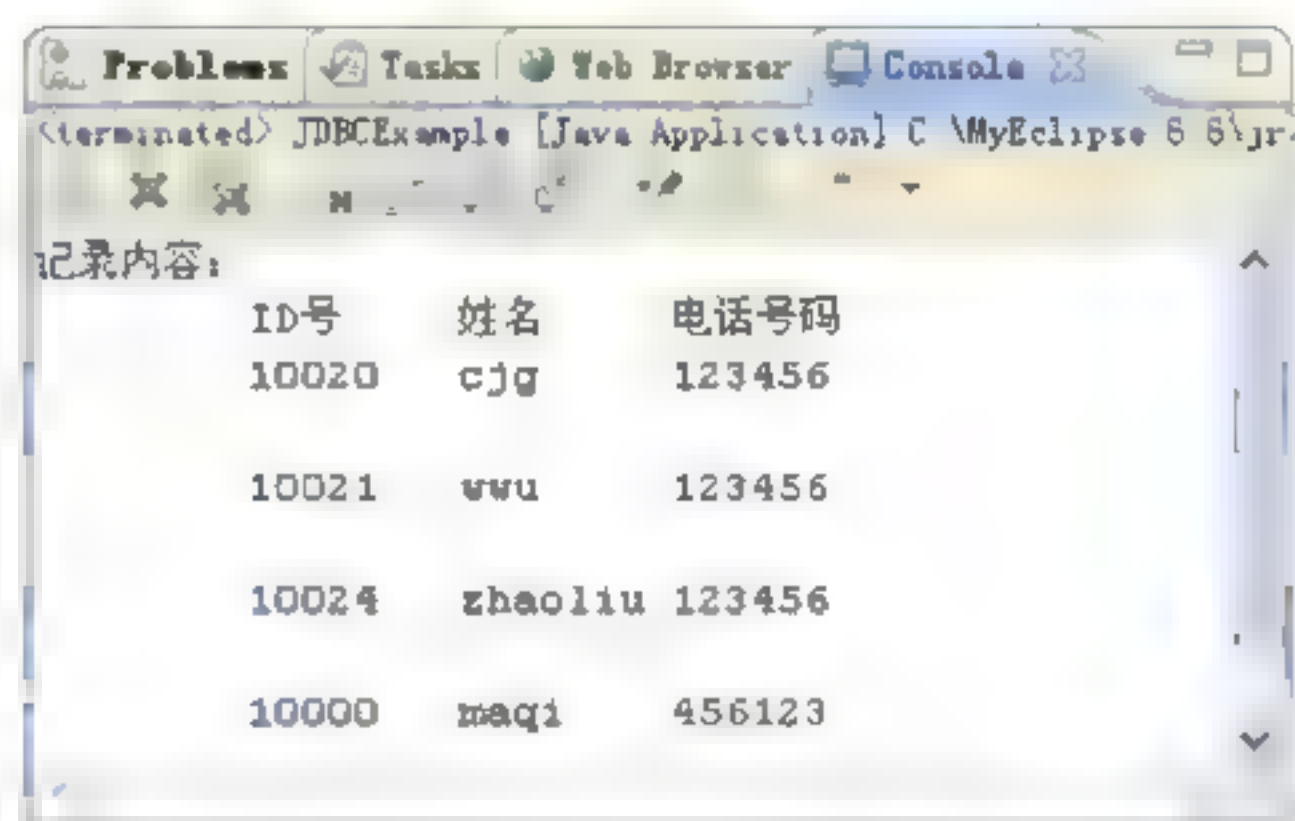 Problems Tasks Web Browser Console
<terminated> JDBCExample [Java Application] C \MyEclipse 6 6\jr
记录内容:
ID号 姓名 电话号码
10020 cjg 123456
10021 wwu 123456
10024 zhaoliu 123456
10000 maqi 456123